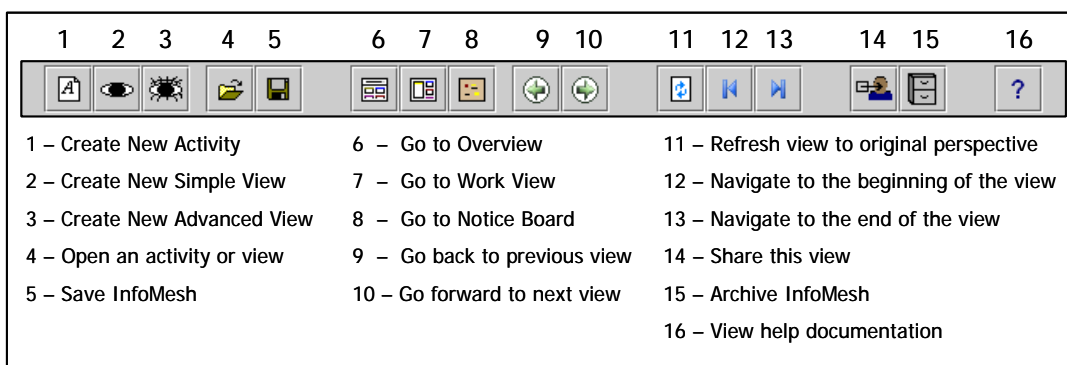 1 2 3 4 5 6 7 8 9 10 11 12 13 14 15 16
A ?
1 – Create New Activity
2 – Create New Simple View
3 – Create New Advanced View
4 – Open an activity or view
5 – Save InfoMesh
6 – Go to Overview
7 – Go to Work View
8 – Go to Notice Board
9 – Go back to previous view
10 – Go forward to next view
11 – Refresh view to original perspective
12 – Navigate to the beginning of the view
13 – Navigate to the end of the view
14 – Share this view
15 – Archive InfoMesh
16 – View help documentation